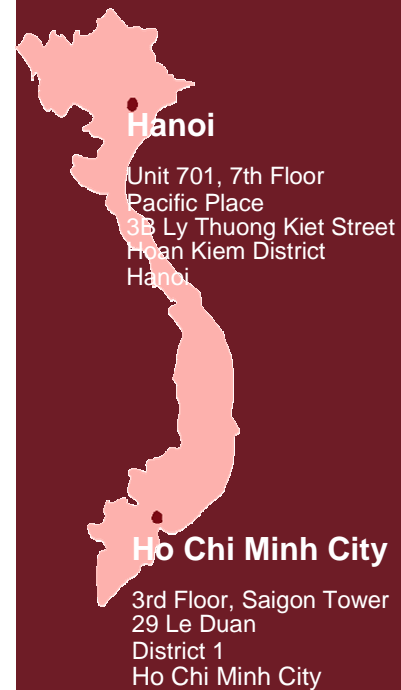 Hanoi
Unit 701, 7th Floor
Pacific Place
3B Ly Thuong Kiet Street
Hoan Kiem District
Hanoi
Ho Chi Minh City
3rd Floor, Saigon Tower
29 Le Duan
District 1
Ho Chi Minh City